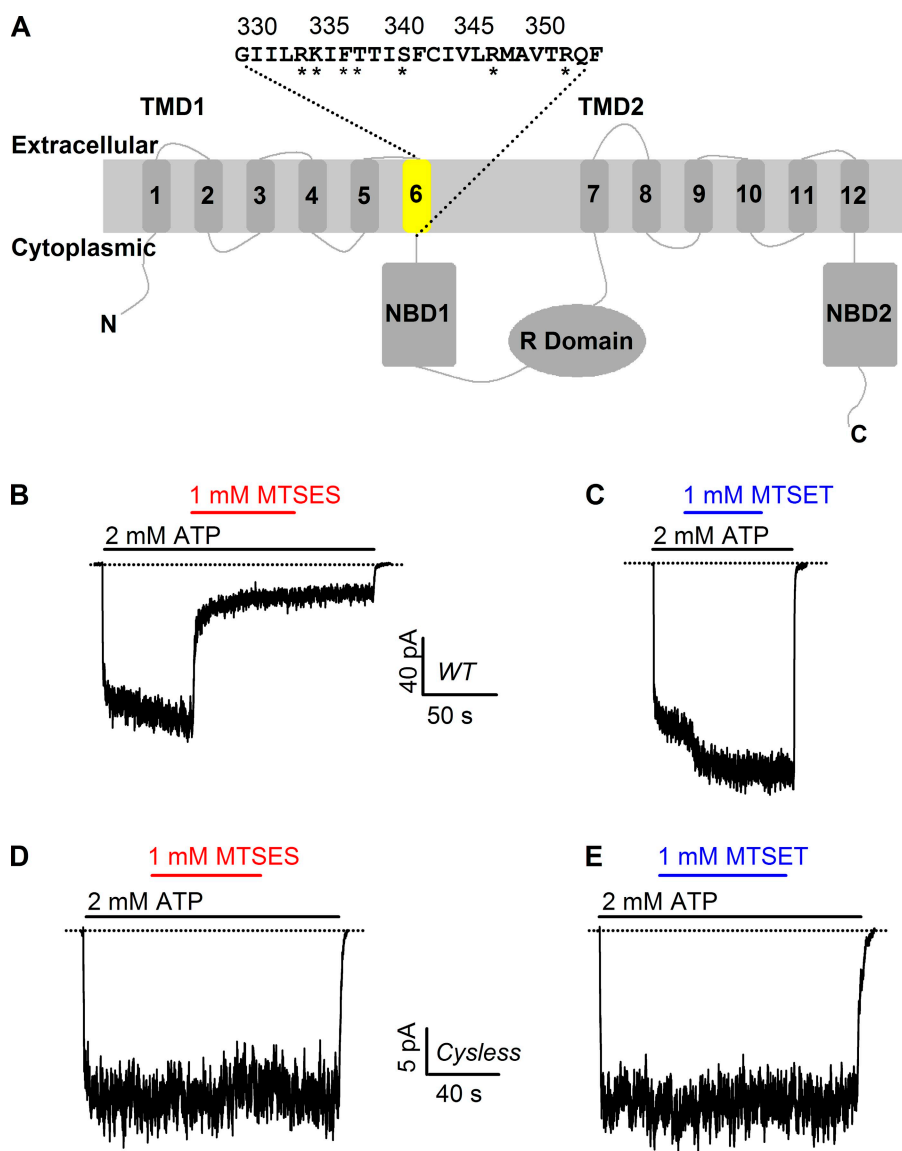 A
330 335 340 345 350
GIILRKIFTTISFCIVLRMAVTRQF
* * * * * * *
TMD1 TMD2
Extracellular
1 2 3 4 5 6 7 8 9 10 11 12
Cytoplasmic
N NBD1 R Domain NBD2
C
B
1 mM MTSES
2 mM ATP
40 pA
WT
50 s
C
1 mM MTSET
2 mM ATP
D
1 mM MTSES
2 mM ATP
5 pA
Cysless
40 s
E
1 mM MTSET
2 mM ATP